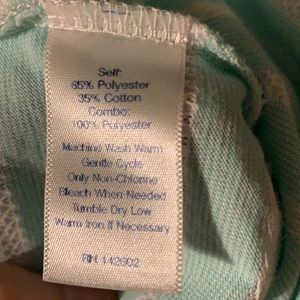 Self:
65% Polyester
35% Cotton
Combo:
100% Polyester
Machine Wash Warm
Gentle Cycle
Only Non-Chlorine
Bleach When Needed
Tumble Dry Low
Warm Iron If Necessary
RN 142602